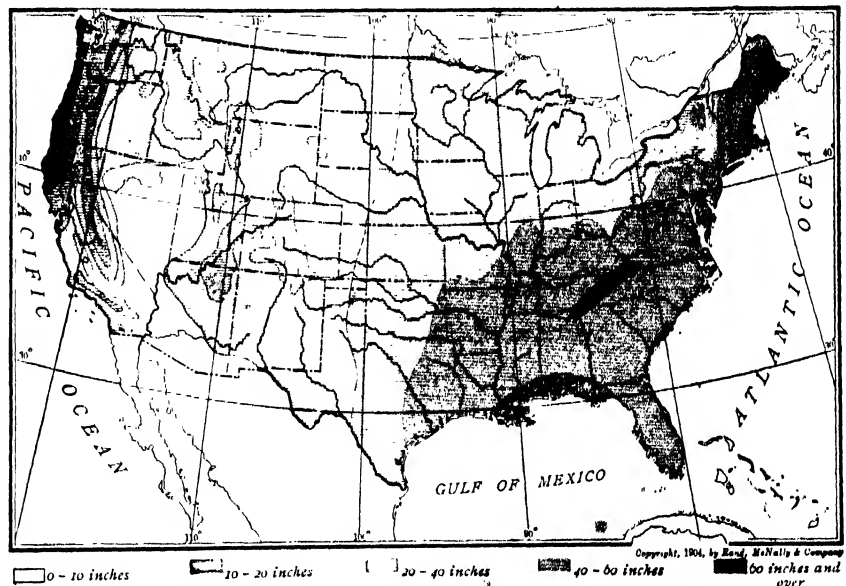 PACIFIC
OCEAN
ATLANTIC OCEAN
GULF OF MEXICO
Copyright, 1904, by Rand, McNally & Company
0 - 10 inches
10 - 20 inches
20 - 40 inches
40 - 60 inches
60 inches and
over